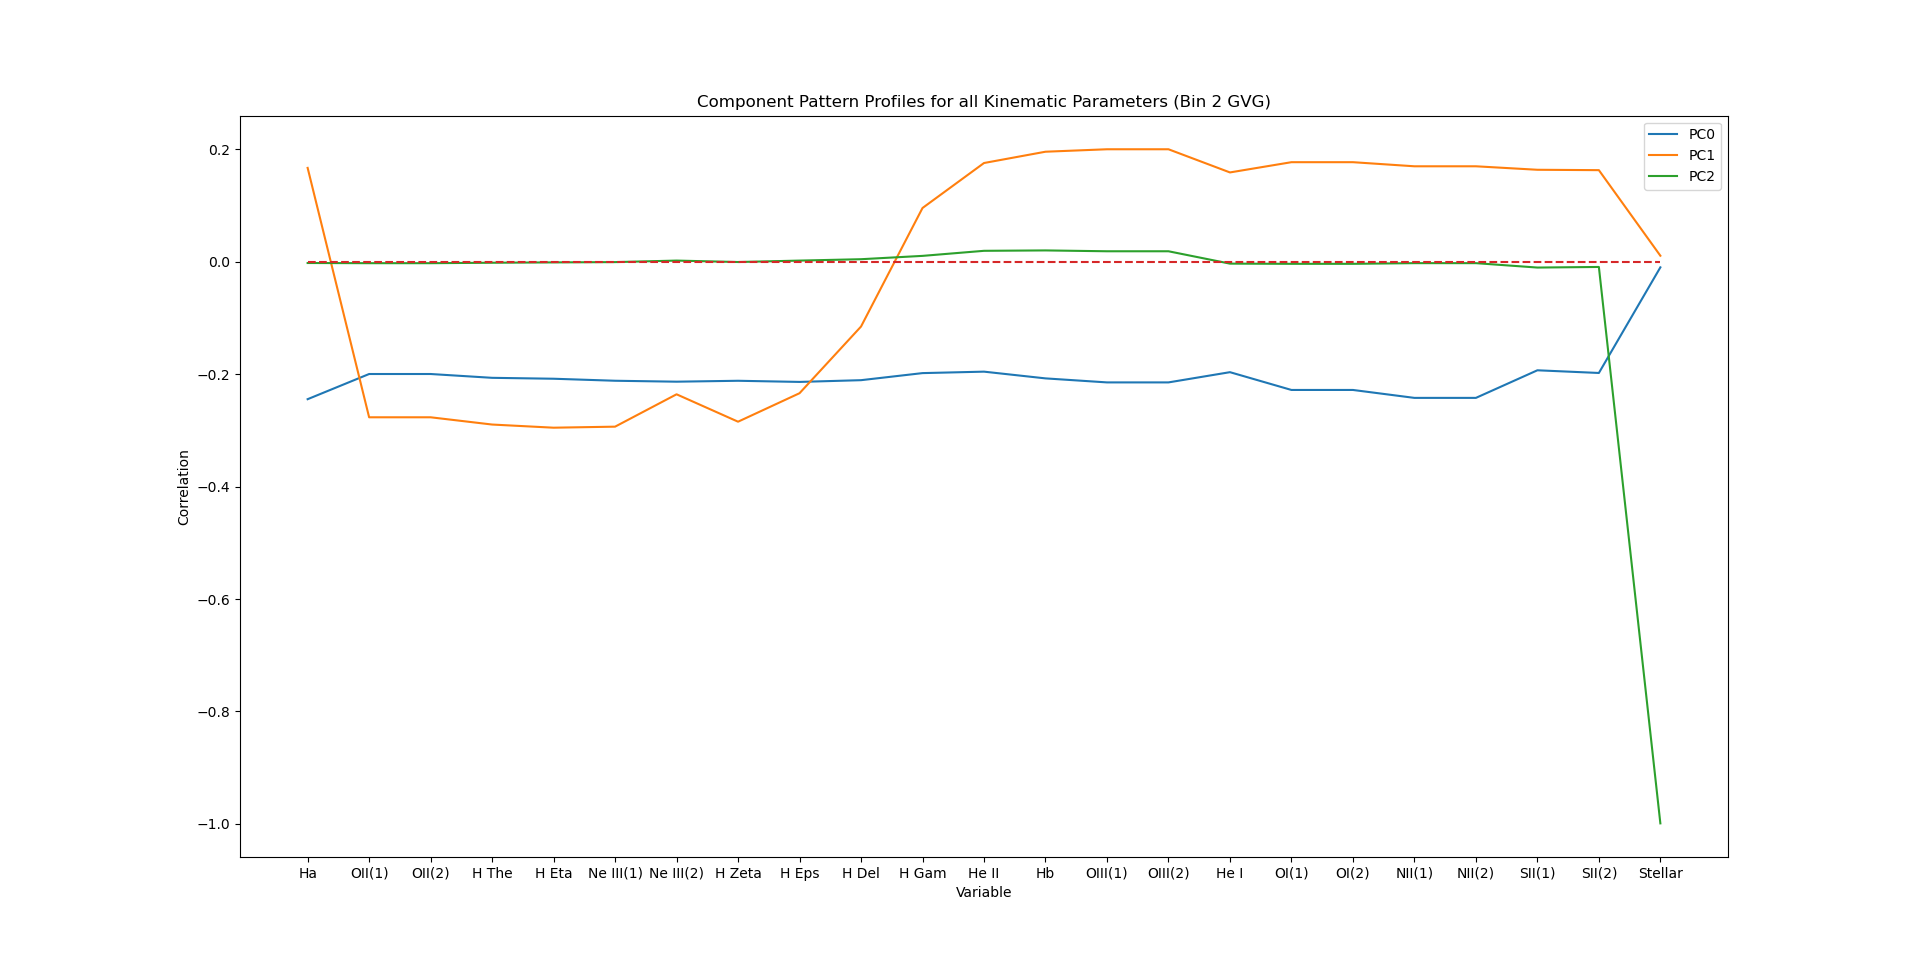 Component Pattern Profiles for all Kinematic Parameters (Bin 2 GVG)
PC0
PC1
PC2
0.2
0.0
−0.2
−0.4
−0.6
−0.8
−1.0
Correlation
Ha OII(1) OII(2) H The H Eta Ne III(1) Ne III(2) H Zeta H Eps H Del H Gam He II Hb OIII(1) OIII(2) He I OI(1) OI(2) NII(1) NII(2) SII(1) SII(2) Stellar
Variable